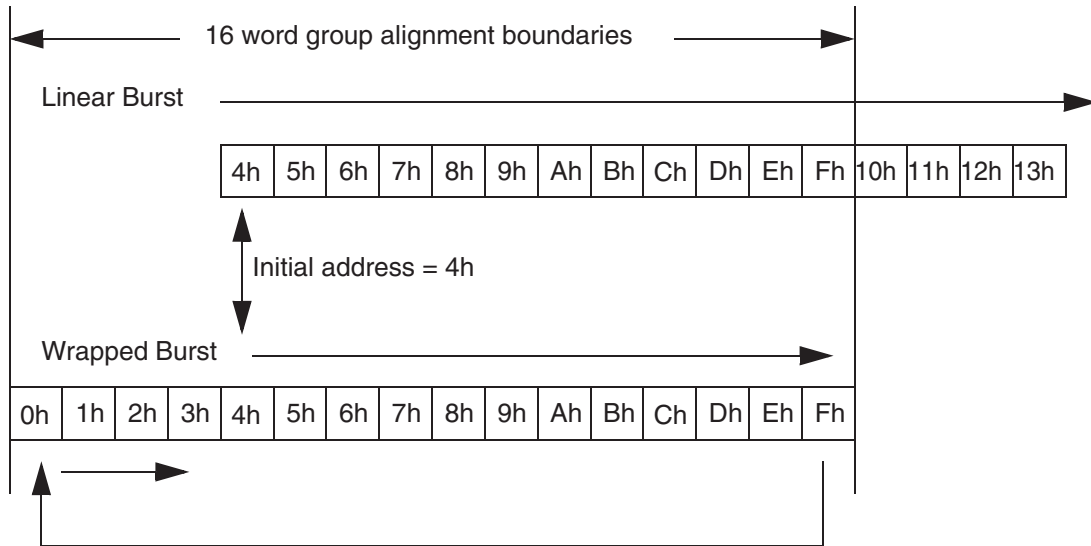 16 word group alignment boundaries
Linear Burst
4h 5h 6h 7h 8h 9h Ah Bh Ch Dh Eh Fh 10h 11h 12h 13h
Initial address = 4h
Wrapped Burst
0h 1h 2h 3h 4h 5h 6h 7h 8h 9h Ah Bh Ch Dh Eh Fh